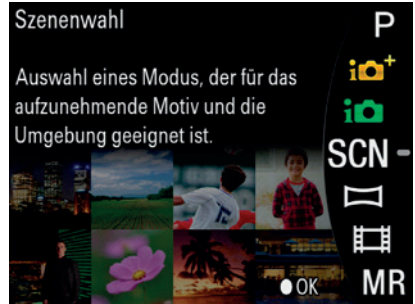 Szenenwahl
P
Auswahl eines Modus, der für das
aufzunehmende Motiv und die
Umgebung geeignet ist.
i
+
i
SCN
OK
MR